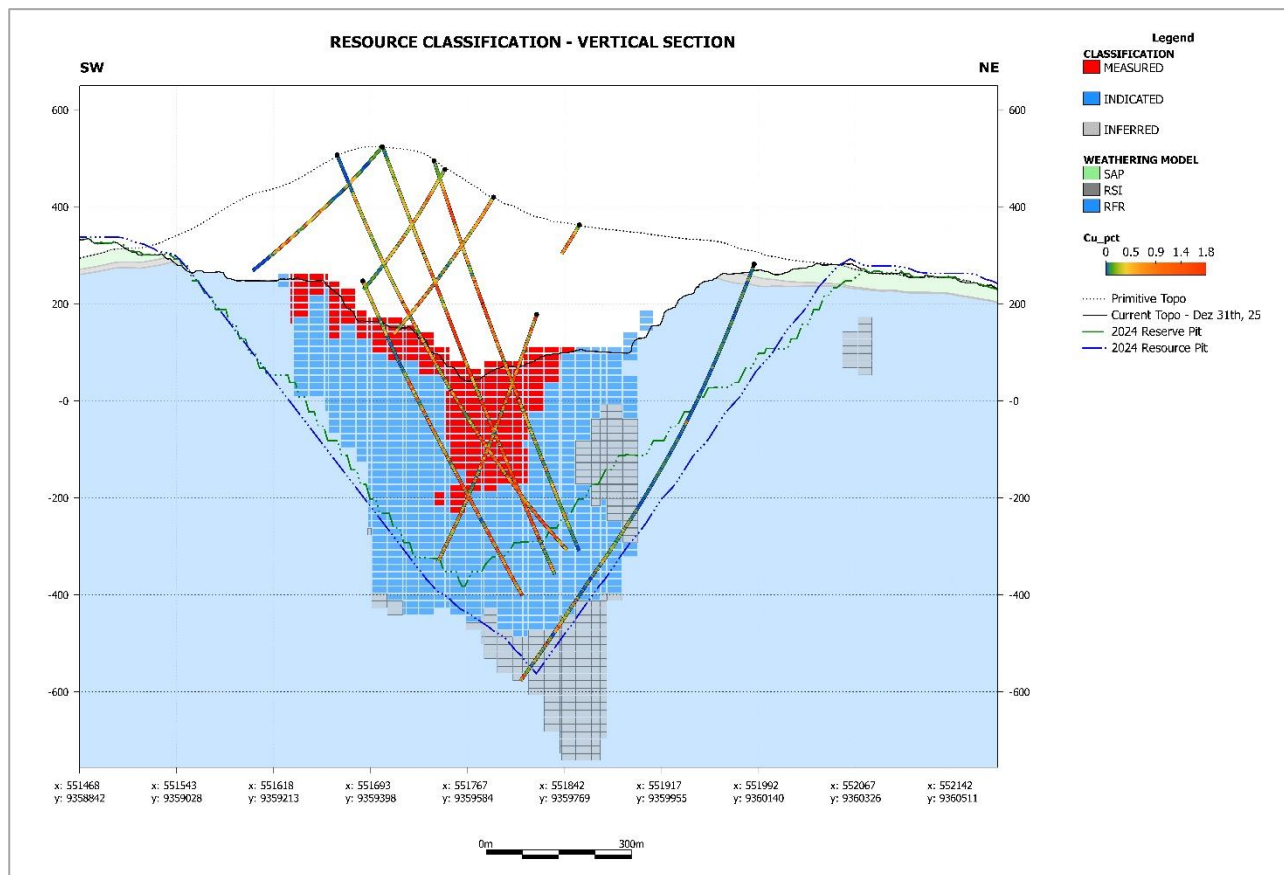 RESOURCE CLASSIFICATION - VERTICAL SECTION
SW
NE
600
400
200
-0
-200
-400
-600
600
400
200
-0
-200
-400
-600
x: 551468
y: 9358842
x: 551543
y: 9359028
x: 551618
y: 9359213
x: 551693
y: 9359398
x: 551767
y: 9359584
x: 551842
y: 9359769
x: 551917
y: 9359955
x: 551992
y: 9360140
x: 552067
y: 9360326
x: 552142
y: 9360511
0m
300m
Legend
CLASSIFICATION
MEASURED
INDICATED
INFERRED
WEATHERING MODEL
SAP
RSI
RFR
Cu_pct
0 0.5 0.9 1.4 1.8
Primitive Topo
Current Topo - Dez 31th, 25
2024 Reserve Pit
2024 Resource Pit